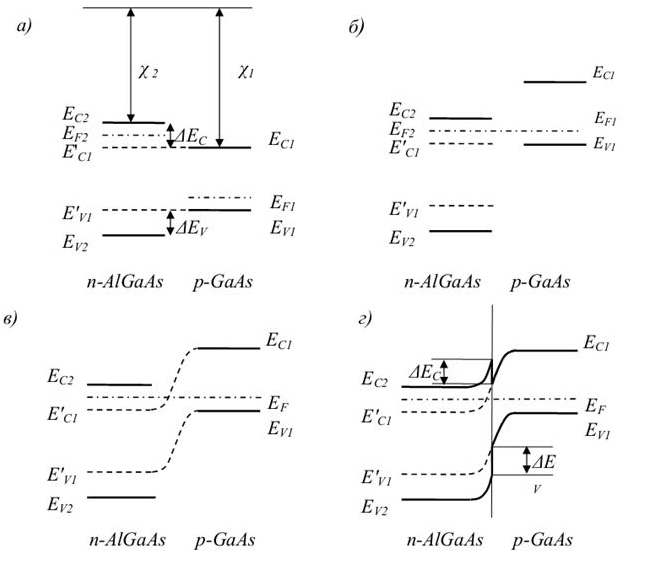 а)
χ 2
χ1
EC2
EF2
E'C1
ΔEC
EC1
E'V1
EV2
ΔEV
EF1
EV1
n-AlGaAs p-GaAs
б)
EC1
EC2
EF2
E'C1
EF1
EV1
E'V1
EV2
n-AlGaAs p-GaAs
в)
EC1
EC2
E'C1
EF
EV1
E'V1
EV2
n-AlGaAs p-GaAs
г)
EC1
ΔEC
EC2
E'C1
EF
EV1
E'V1
ΔE
V
EV2
n-AlGaAs p-GaAs